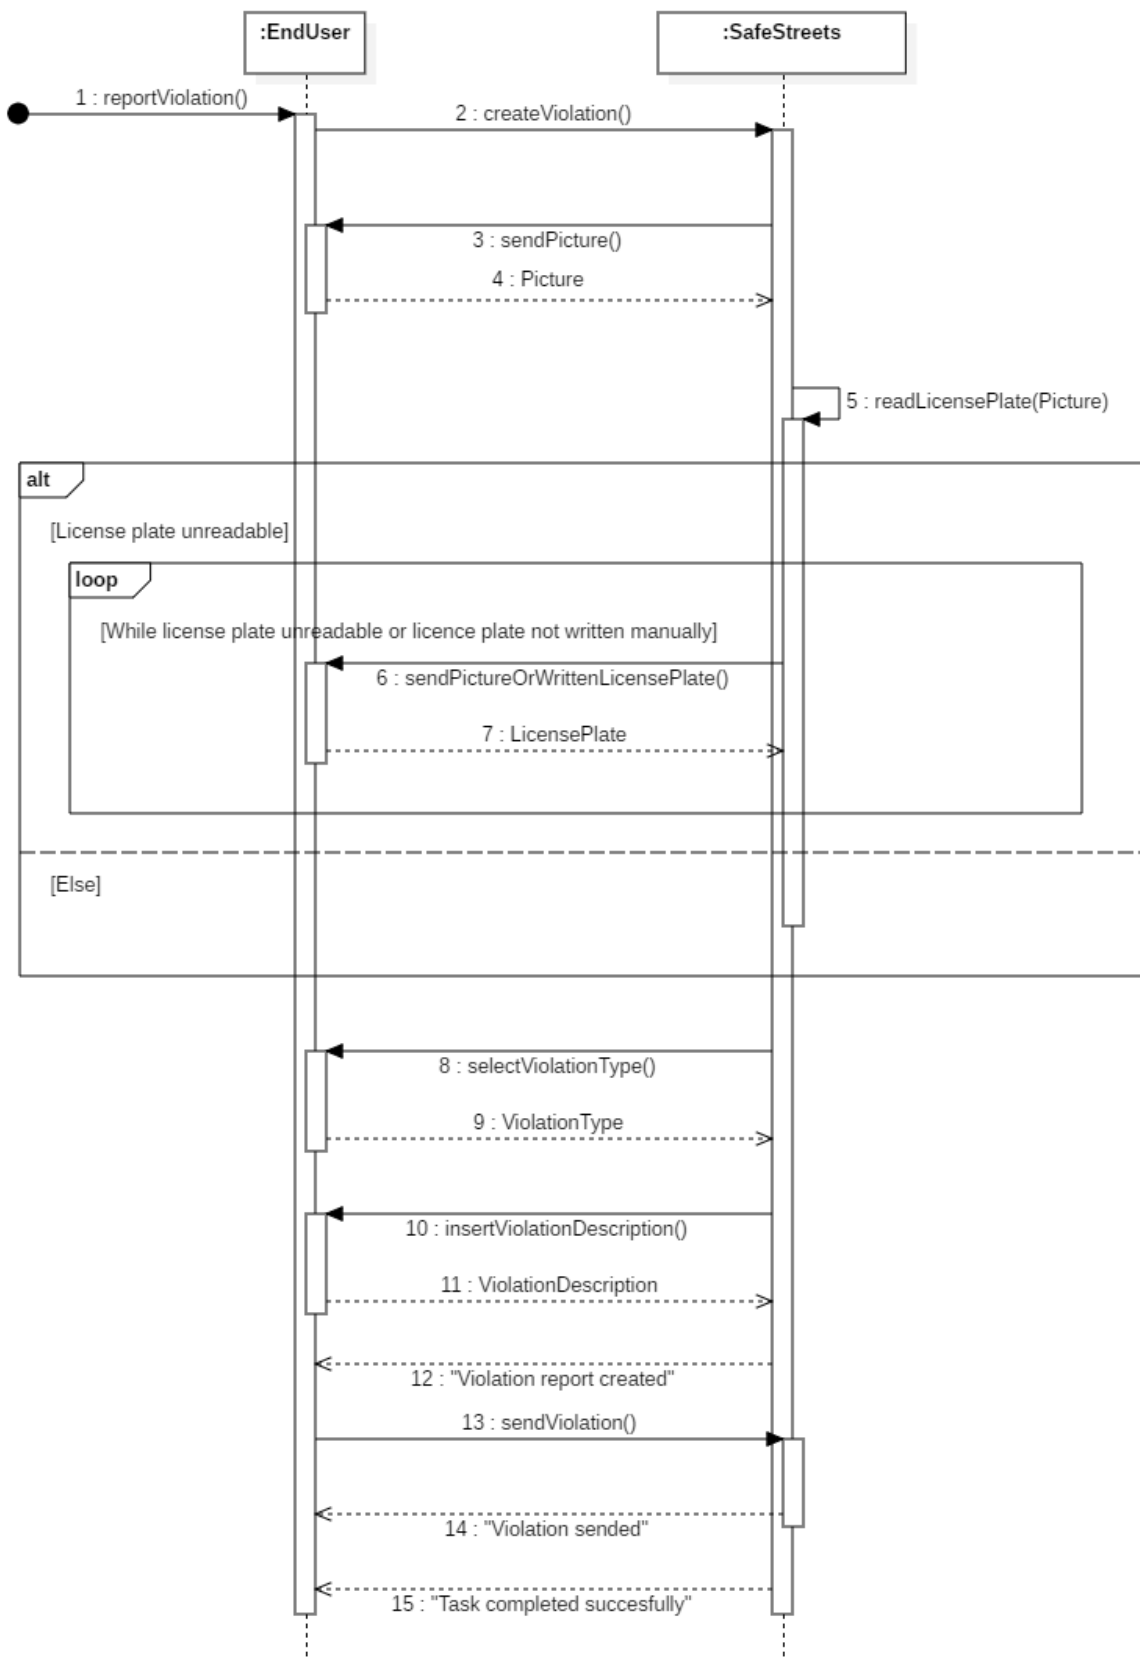 :EndUser
:SafeStreets
1 : reportViolation()
2 : createViolation()
3 : sendPicture()
4 : Picture
5 : readLicensePlate(Picture)
alt
[License plate unreadable]
loop
[While license plate unreadable or licence plate not written manually]
6 : sendPictureOrWrittenLicensePlate()
7 : LicensePlate
[Else]
8 : selectViolationType()
9 : ViolationType
10 : insertViolationDescription()
11 : ViolationDescription
12 : "Violation report created"
13 : sendViolation()
14 : "Violation sended"
15 : "Task completed succesfully"